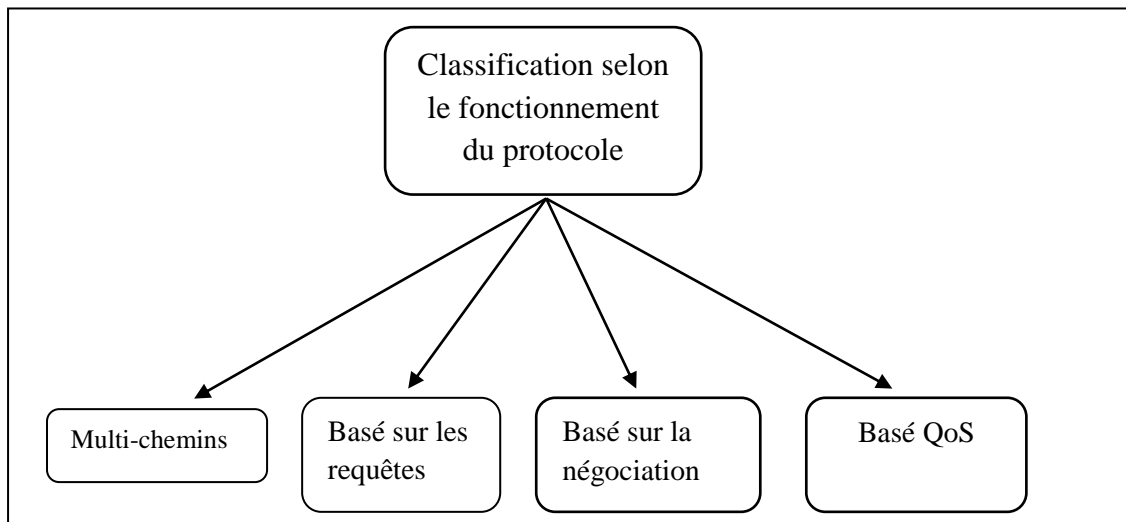 Classification selon
le fonctionnement
du protocole
Multi-chemins
Basé sur les
requêtes
Basé sur la
négociation
Basé QoS